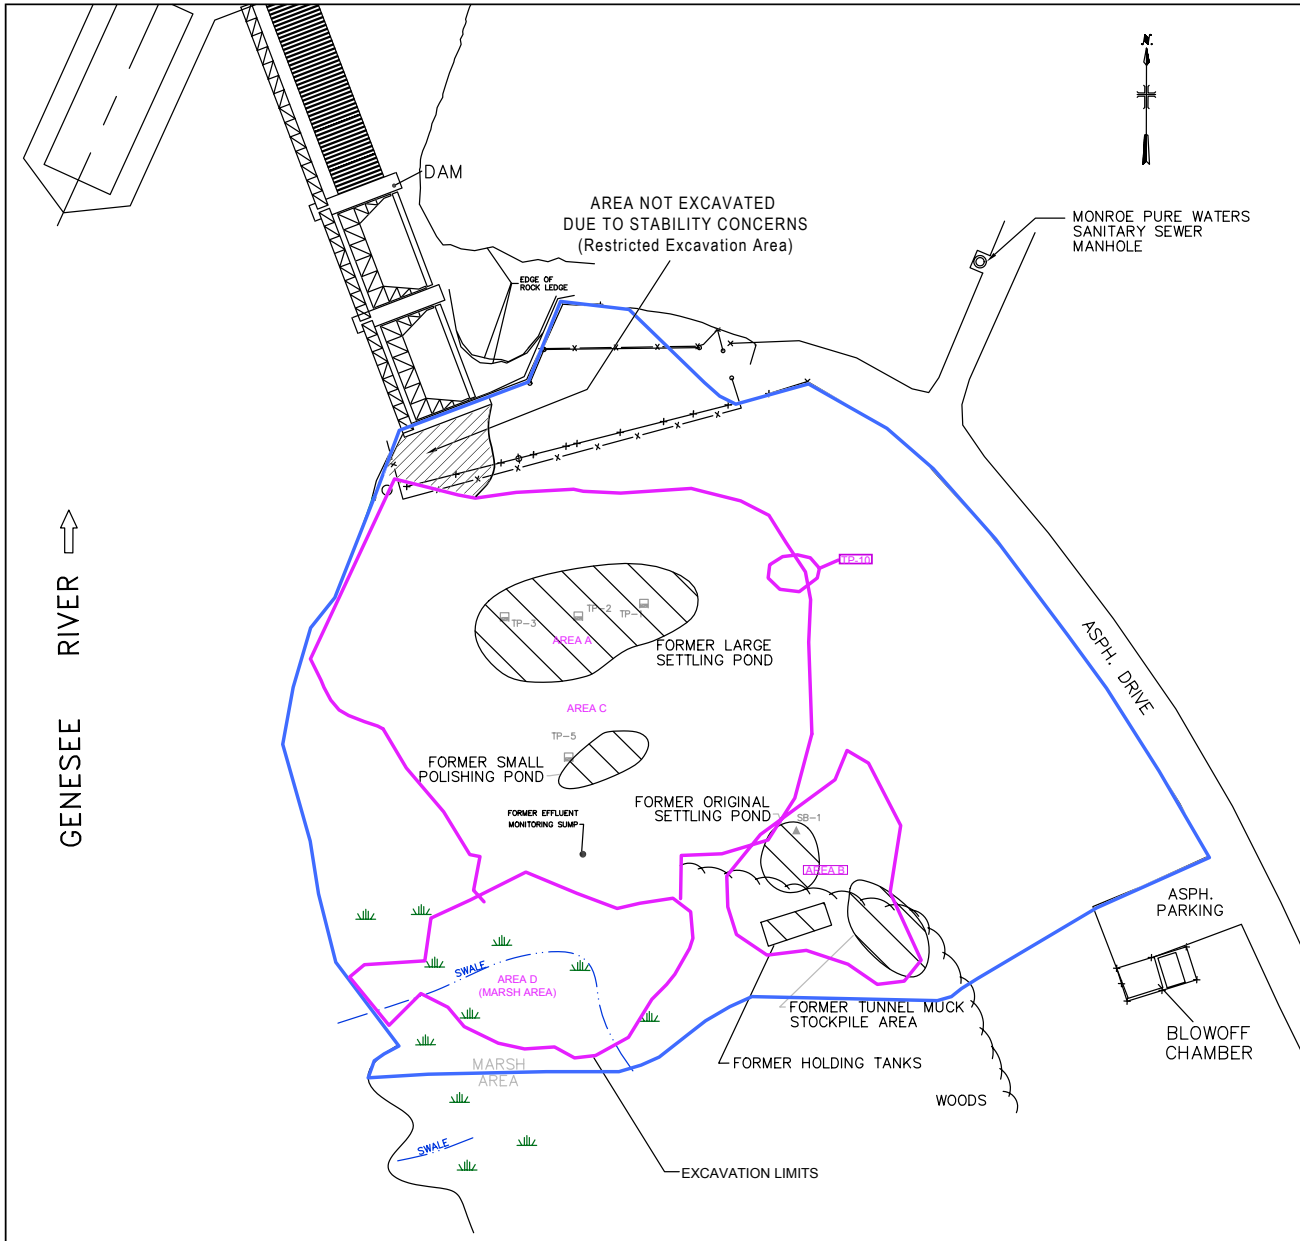 N.
DAM
AREA NOT EXCAVATED
DUE TO STABILITY CONCERNS
(Restricted Excavation Area)
MONROE PURE WATERS
SANITARY SEWER
MANHOLE
EDGE OF
ROCK LEDGE
GENESEE RIVER
TP-10
TP-3
TP-2
TP-1
AREA A
FORMER LARGE
SETTLING POND
ASPH. DRIVE
AREA C
TP-5
FORMER SMALL
POLISHING POND
FORMER ORIGINAL
SETTLING POND
SB-1
FORMER EFFLUENT
MONITORING SUMP
AREA B
ASPH.
PARKING
SWALE
AREA D
(MARSH AREA)
FORMER TUNNEL MUCK
STOCKPILE AREA
BLOWOFF
CHAMBER
MARSH
AREA
FORMER HOLDING TANKS
WOODS
SWALE
EXCAVATION LIMITS